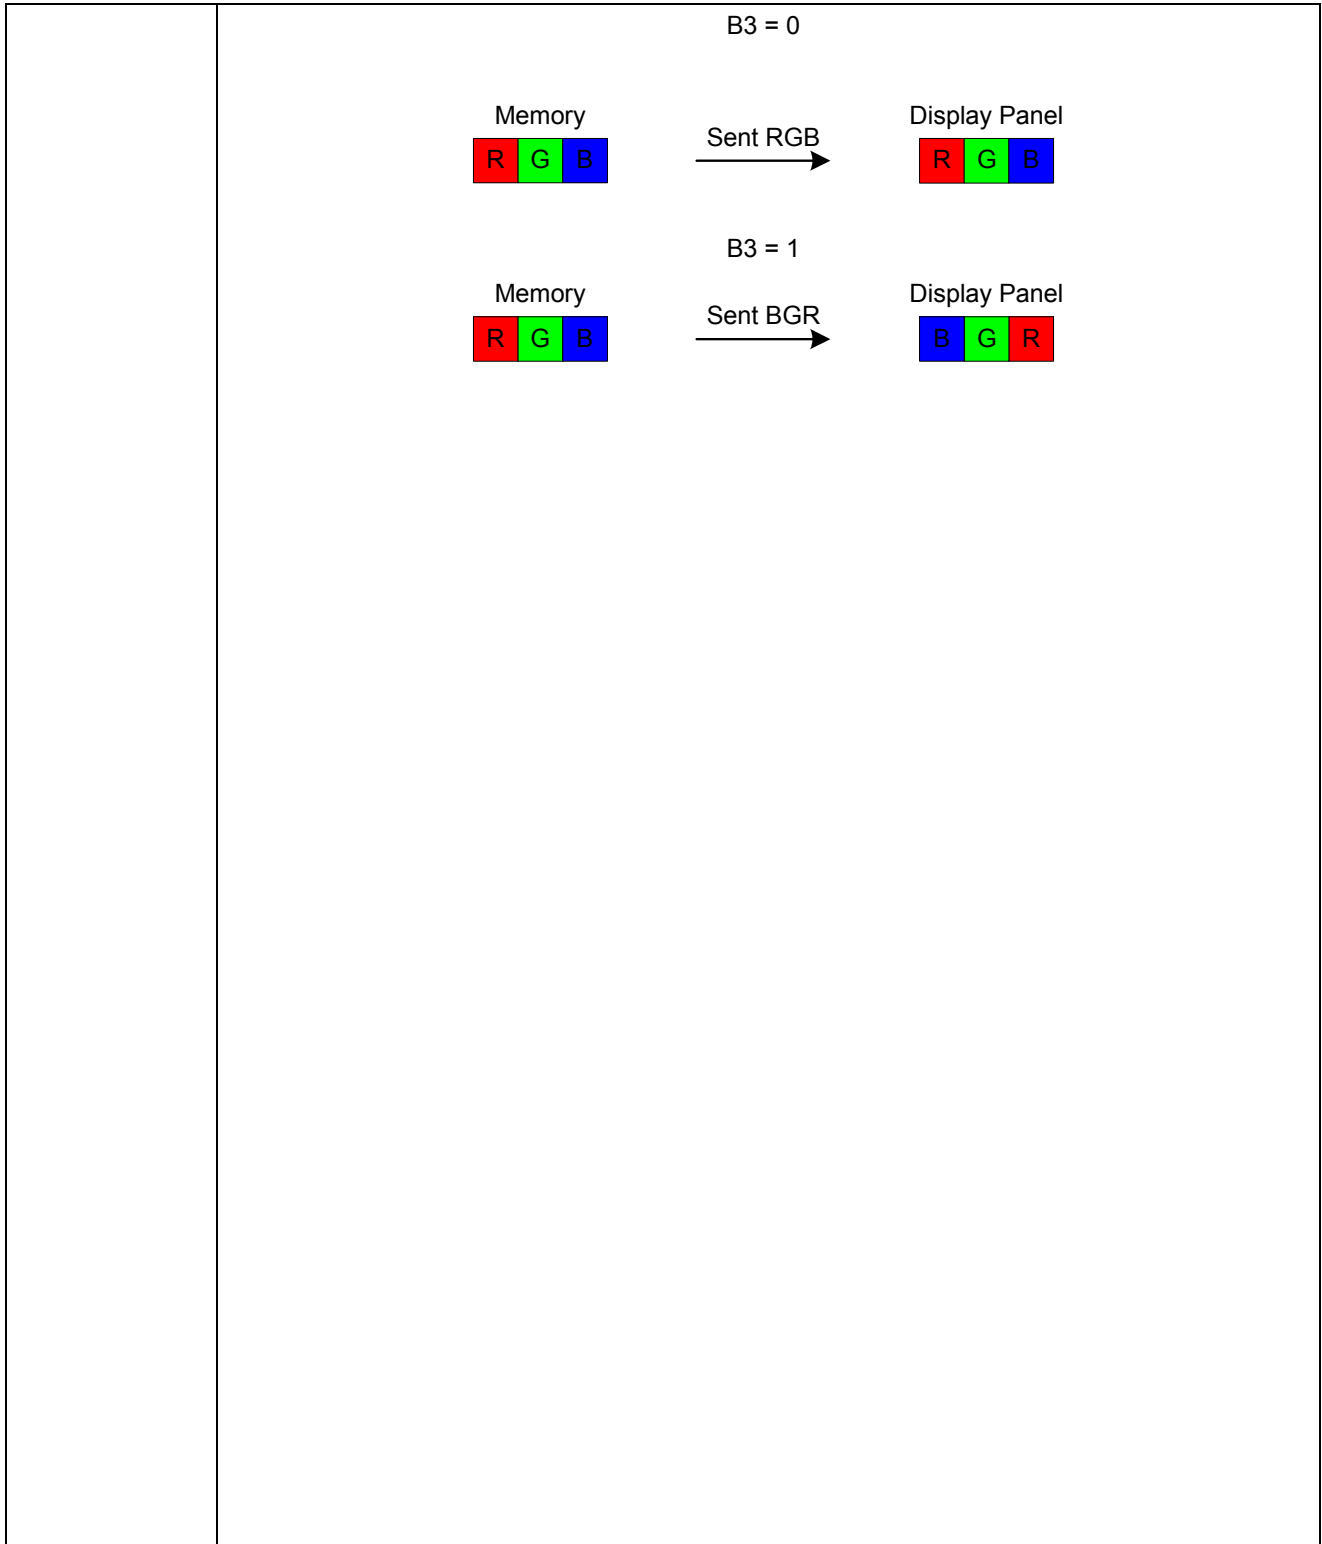 B3 = 0
Memory
Sent RGB
Display Panel
R G B
R G B
B3 = 1
Memory
Sent BGR
Display Panel
R G B
B G R